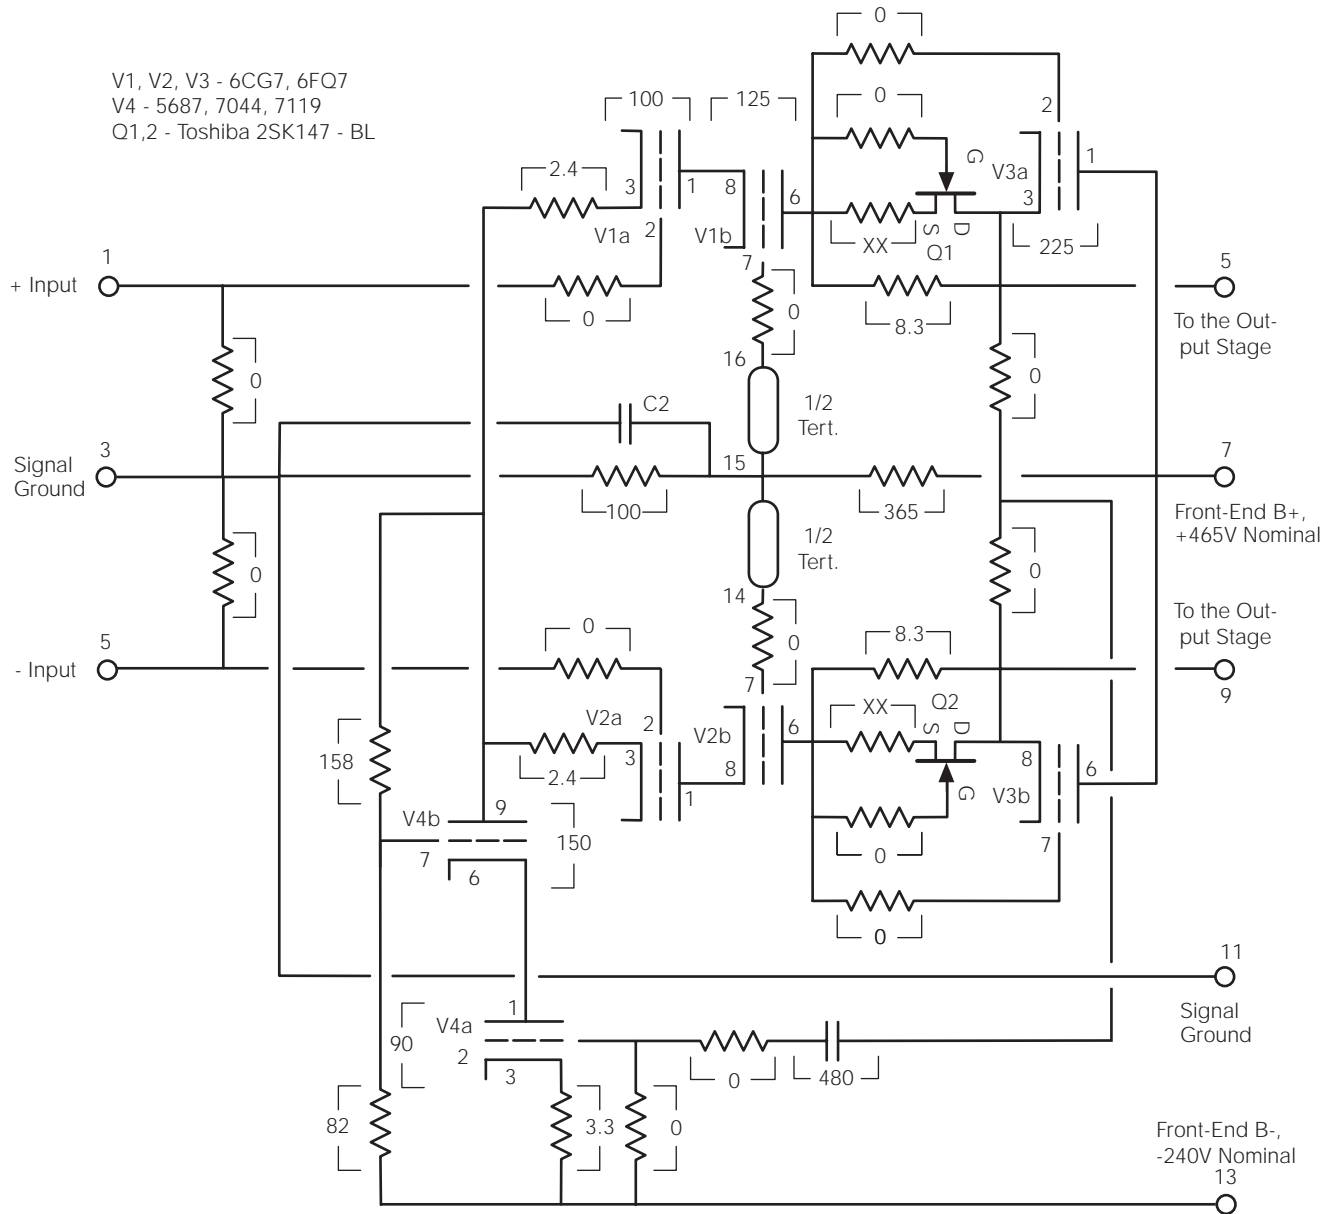 V1, V2, V3 - 6CG7, 6FQ7
V4 - 5687, 7044, 7119
Q1,2 - Toshiba 2SK147 - BL
0
100
125
0
2
2.4
G
V3a
1
3
1
8
6
3
V1a
2
V1b
XX
S
D
Q1
225
1
+ Input
7
5
0
0
8.3
To the Out-
put Stage
16
0
0
C2
1/2
Tert.
3
Signal
Ground
15
7
100
365
Front-End B+,
+465V Nominal
1/2
Tert.
0
0
14
To the Out-
put Stage
5
0
0
8.3
- Input
7
9
XX
Q2
S
D
V2a
2
V2b
6
3
8
158
2.4
8
6
1
G
V3b
V4b
9
150
7
7
6
0
0
11
1
V4a
Signal
Ground
90
2
3
0
480
82
3.3
0
Front-End B-,
-240V Nominal
13